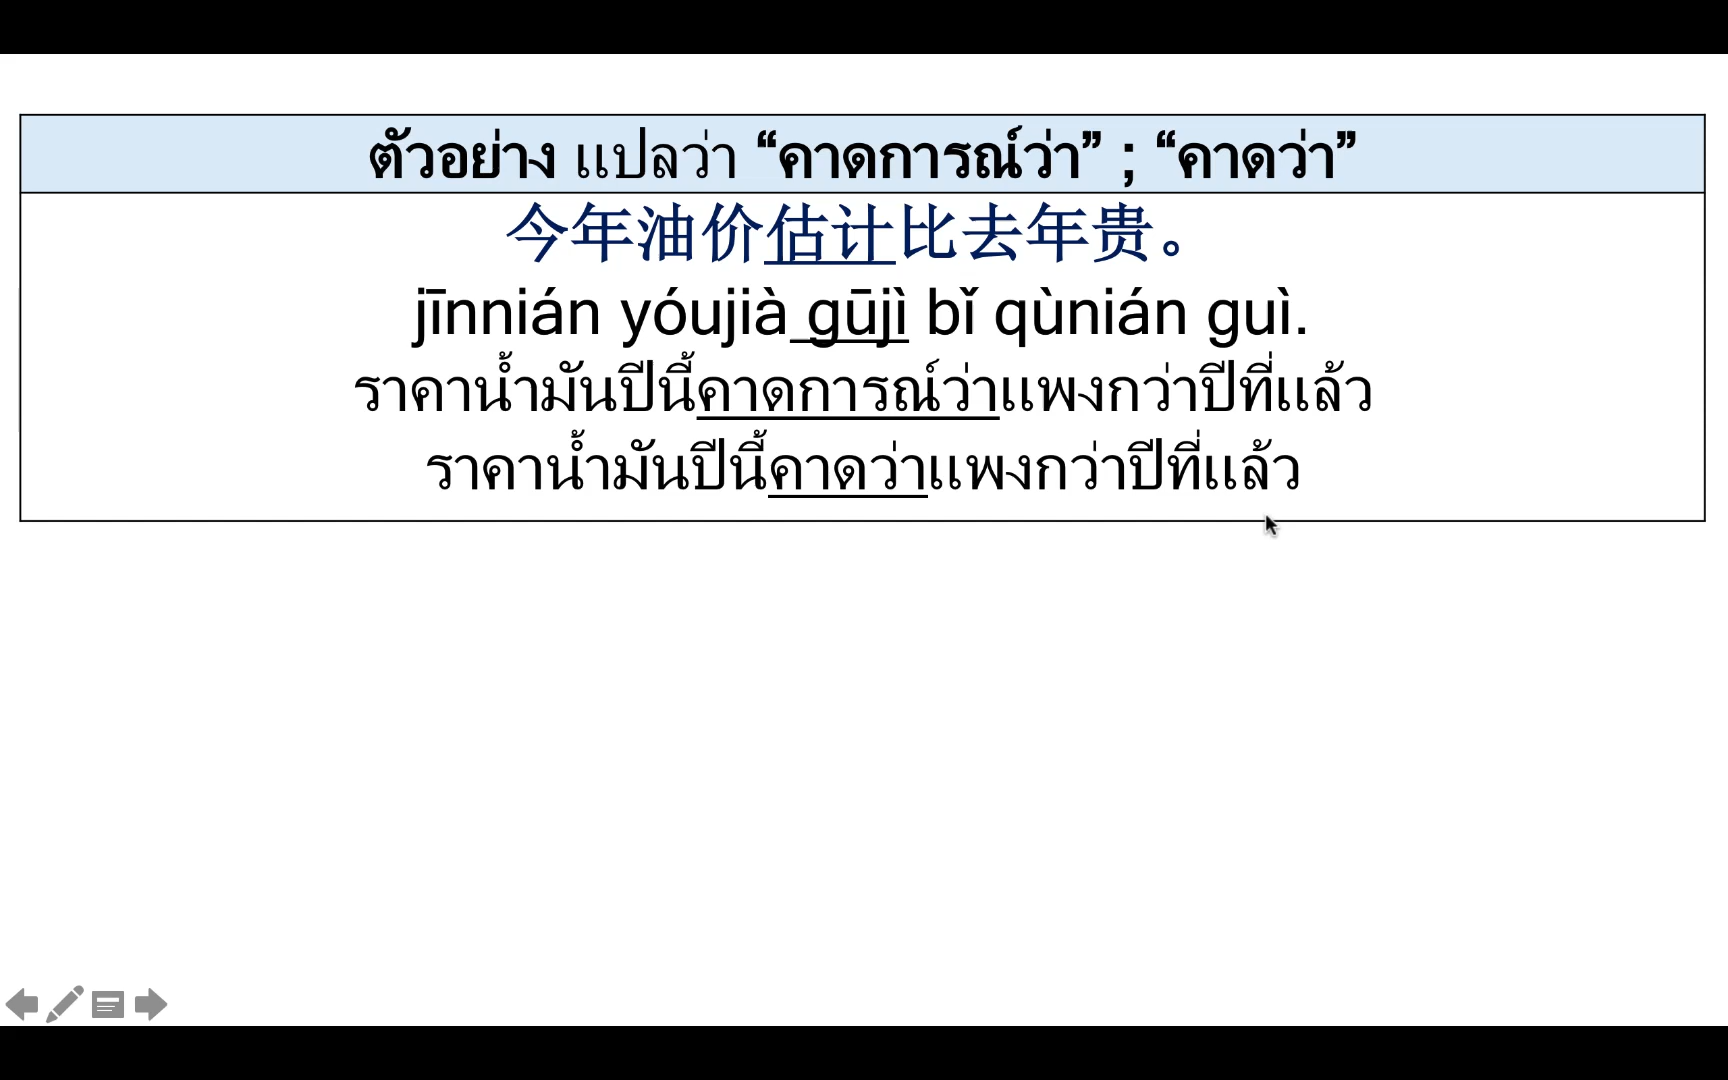 ตัวอย่าง แปลว่า “คาดการณ์ว่า” ; “คาดว่า”
今年油价估计比去年贵。
jīnnián yóujià gūjì bǐ qùnián guì.
ราคาน้ำมันปีนี้คาดการณ์ว่าแพงกว่าปีที่แล้ว
ราคาน้ำมันปีนี้คาดว่าแพงกว่าปีที่แล้ว